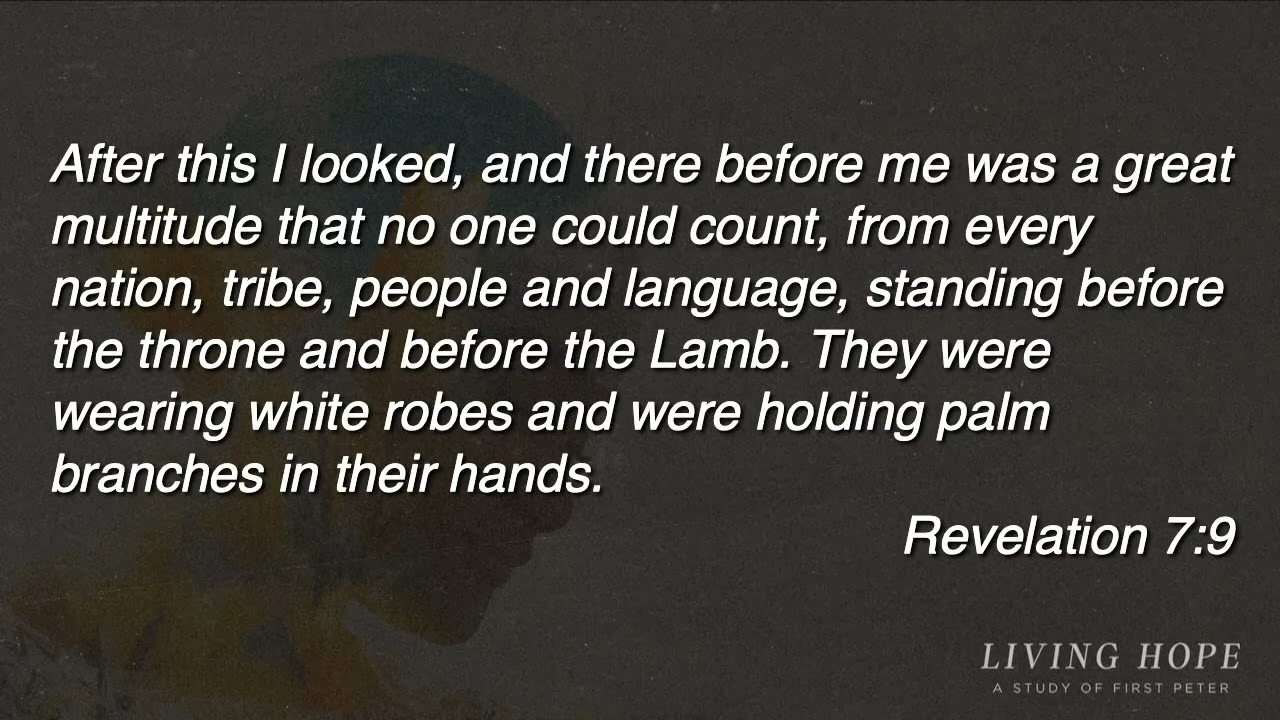 After this I looked, and there before me was a great
multitude that no one could count, from every
nation, tribe, people and language, standing before
the throne and before the Lamb. They were
wearing white robes and were holding palm
branches in their hands.
Revelation 7:9
LIVING HOPE
A STUDY OF FIRST PETER